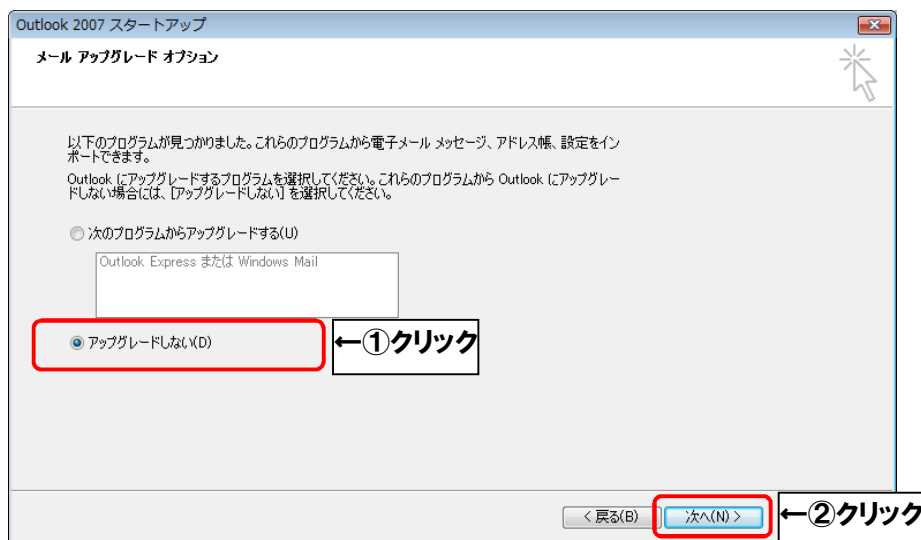 Outlook 2007 スタートアップ
メール アップグレード オプション
以下のプログラムが見つかりました。これらのプログラムから電子メール メッセージ、アドレス帳、設定をイン
ポートできます。
Outlook にアップグレードするプログラムを選択してください。これらのプログラムから Outlook にアップグレー
ドしない場合には、[アップグレードしない] を選択してください。
次のプログラムからアップグレードする(U)
Outlook Express または Windows Mail
アップグレードしない(D)
←①クリック
< 戻る(B)
次へ(N) >
←②クリック